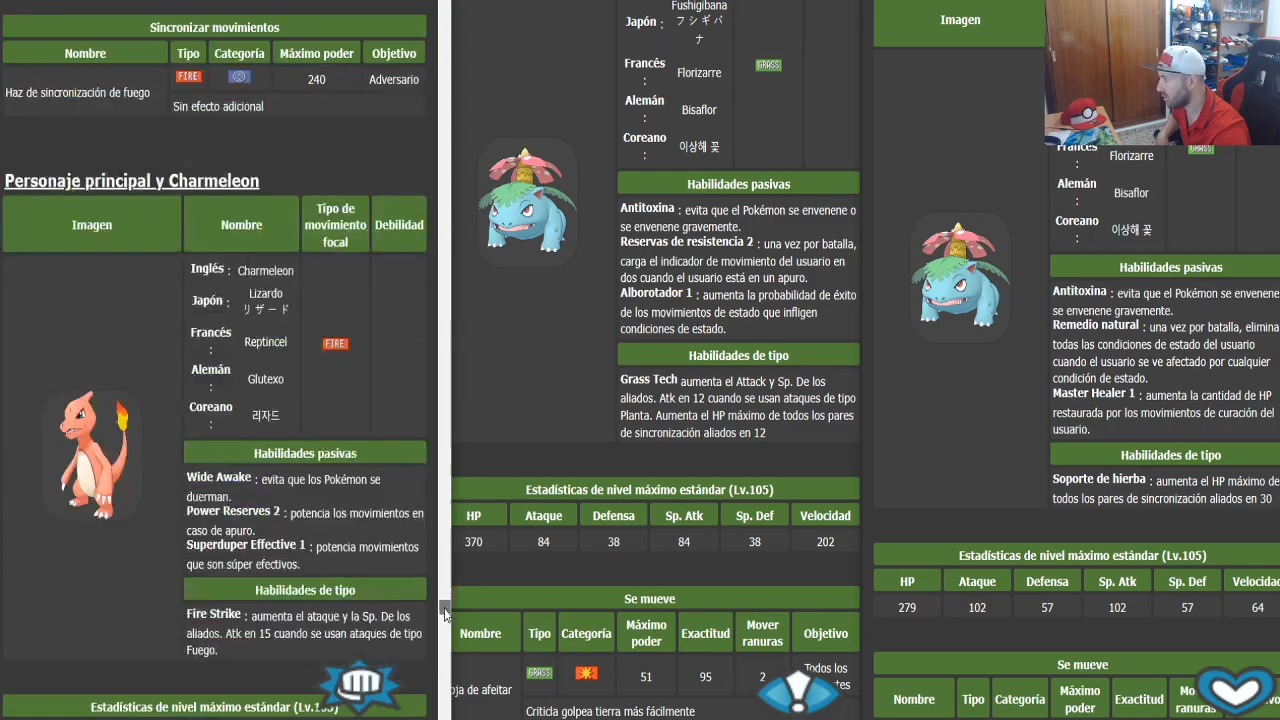 Sincronizar movimientos
Nombre Tipo Categoría Máximo poder Objetivo
Haz de sincronización de fuego FIRE 240 Adversario
Sin efecto adicional
Personaje principal y Charmeleon
Imagen Nombre Tipo de movimiento focal Debilidad
Inglés : Charmeleon
Japón : Lizardo
リザード
Francés : Reptincel
FIRE
Alemán : Glutexo
Coreano : 리자드
Habilidades pasivas
Wide Awake : evita que los Pokémon se
duerman.
Power Reserves 2 : potencia los movimientos en
caso de apuro.
Superduper Effective 1 : potencia movimientos
que son súper efectivos.
Habilidades de tipo
Fire Strike : aumenta el ataque y la Sp. De los
aliados. Atk en 15 cuando se usan ataques de tipo
Fuego.
Estadísticas de nivel máximo estándar
Fushigibana
Japón : フシギバ
ナ
Francés : Florizarre
GRASS
Alemán : Bisaflor
Coreano : 이상해 꽃
Habilidades pasivas
Antitoxina : evita que el Pokémon se envenene o
se envenene gravemente.
Reservas de resistencia 2 : una vez por batalla,
carga el indicador de movimiento del usuario en
dos cuando el usuario está en un apuro.
Alborotador 1 : aumenta la probabilidad de éxito
de los movimientos de estado que infligen
condiciones de estado.
Habilidades de tipo
Grass Tech aumenta el Attack y Sp. De los
aliados. Atk en 12 cuando se usan ataques de tipo
Planta. Aumenta el HP máximo de todos los pares
de sincronización aliados en 12
Estadísticas de nivel máximo estándar (Lv.105)
HP Ataque Defensa Sp. Atk Sp. Def Velocidad
370 84 38 84 38 202
Se mueve
Nombre Tipo Categoría Máximo poder Exactitud Mover ranuras Objetivo
oja de afeitar GRASS 51 95 2 Todos los
Criticla golpea tierra más fácilmente
Imagen
Francés : Florizarre
GRASS
Alemán : Bisaflor
Coreano : 이상해 꽃
Habilidades pasivas
Antitoxina : evita que el Pokémon se envenene
se envenene gravemente.
Remedio natural : una vez por batalla, elimina
todas las condiciones de estado del usuario
cuando el usuario se ve afectado por cualquier
condición de estado.
Master Healer 1 : aumenta la cantidad de HP
restaurada por los movimientos de curación del
usuario.
Habilidades de tipo
Soporte de hierba : aumenta el HP máximo de
todos los pares de sincronización aliados en 30
Estadísticas de nivel máximo estándar (Lv.105)
HP Ataque Defensa Sp. Atk Sp. Def Velocidad
279 102 57 102 57 64
Se mueve
Nombre Tipo Categoría Máximo poder Exactitud